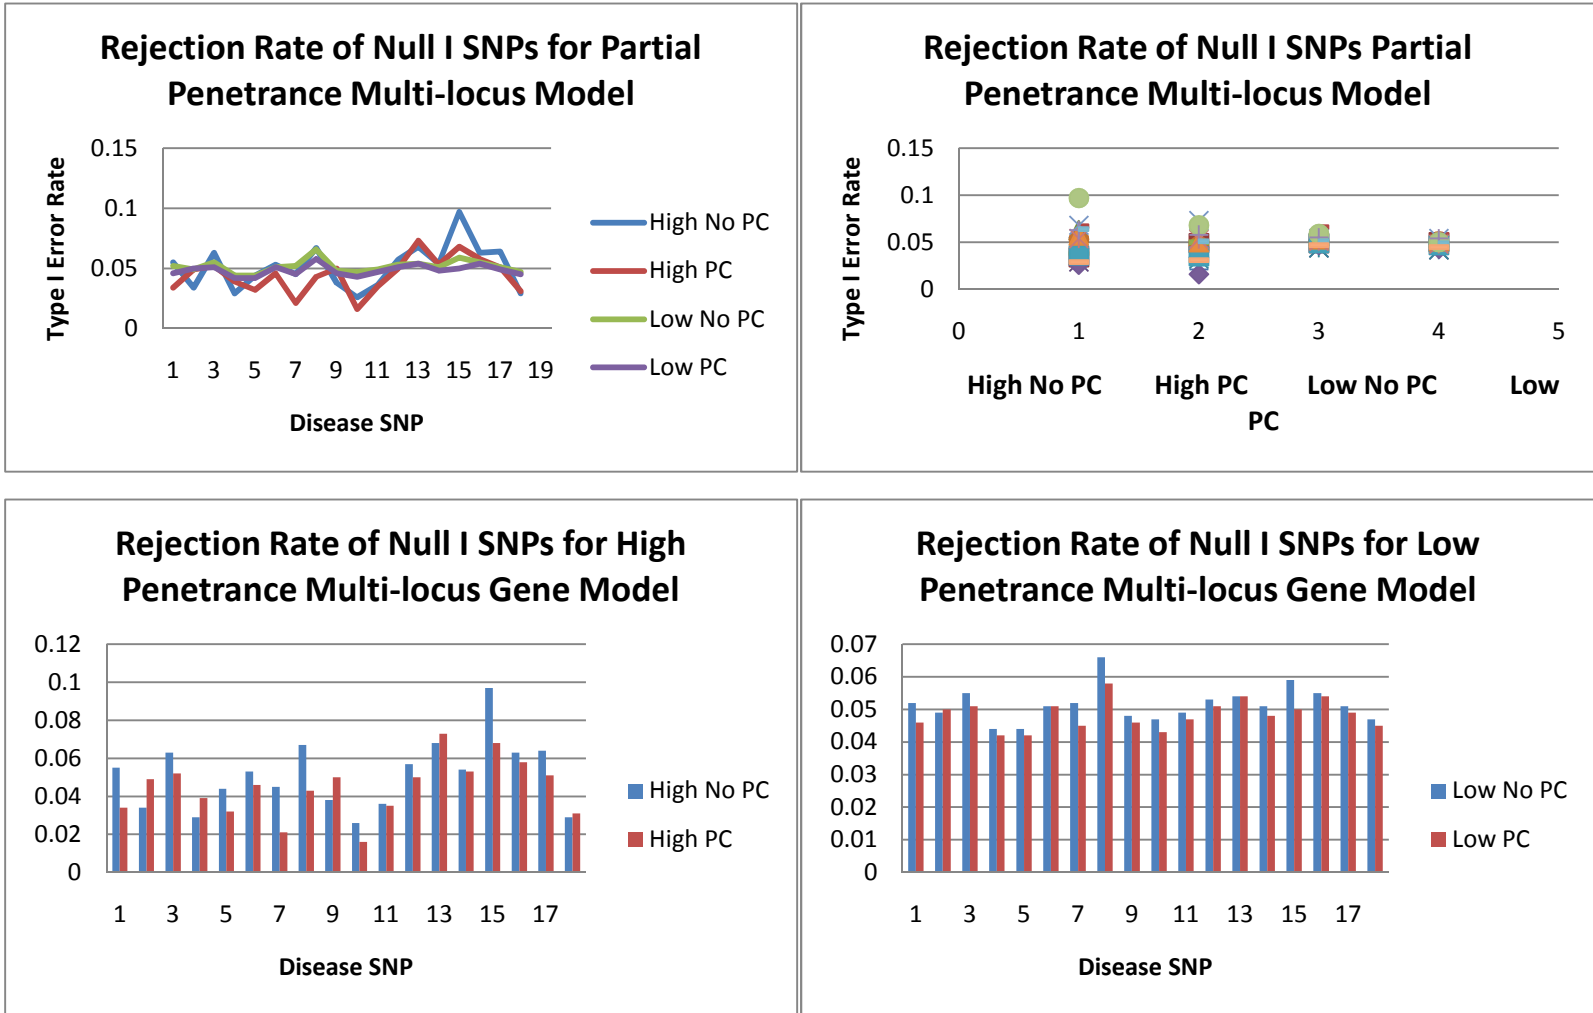 Rejection Rate of Null I SNPs for Partial
Penetrance Multi-locus Model
Type I Error Rate
0.15
0.1
0.05
0
1 3 5 7 9 11 13 15 17 19
Disease SNP
High No PC
High PC
Low No PC
Low PC
Rejection Rate of Null I SNPs Partial
Penetrance Multi-locus Model
Type I Error Rate
0.15
0.1
0.05
0
0 1 2 3 4 5
High No PC High PC Low No PC Low
PC
Rejection Rate of Null I SNPs for High
Penetrance Multi-locus Gene Model
0.12
0.1
0.08
0.06
0.04
0.02
0
1 3 5 7 9 11 13 15 17
Disease SNP
High No PC
High PC
Rejection Rate of Null I SNPs for Low
Penetrance Multi-locus Gene Model
0.07
0.06
0.05
0.04
0.03
0.02
0.01
0
1 3 5 7 9 11 13 15 17
Disease SNP
Low No PC
Low PC